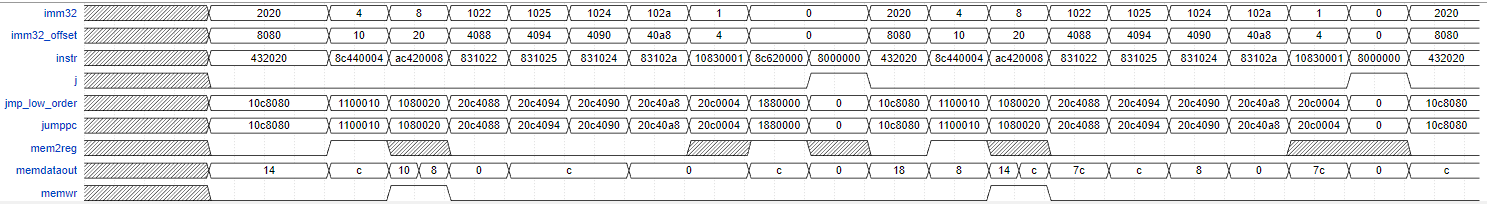 imm32 2020 4 8 1022 1025 1024 102a 1 0 2020 4 8 1022 1025 1024 102a 1 0 2020
imm32_offset 8080 10 20 4088 4094 4090 40a8 4 0 8080 10 20 4088 4094 4090 40a8 4 0 8080
instr 432020 8c440004 ac420008 831022 831025 831024 83102a 10830001 8c620000 8000000 432020 8c440004 ac420008 831022 831025 831024 83102a 10830001 8000000 432020
j
jmp_low_order 10c8080 1100010 1080020 20c4088 20c4094 20c4090 20c40a8 20c0004 1880000 0 10c8080 1100010 1080020 20c4088 20c4094 20c4090 20c40a8 20c0004 0 10c8080
jumppc 10c8080 1100010 1080020 20c4088 20c4094 20c4090 20c40a8 20c0004 1880000 0 10c8080 1100010 1080020 20c4088 20c4094 20c4090 20c40a8 20c0004 0 10c8080
mem2reg
memdataout 14 c 10 8 0 c 0 c 0 18 8 14 c 7c c 8 0 7c 0 c
memwr